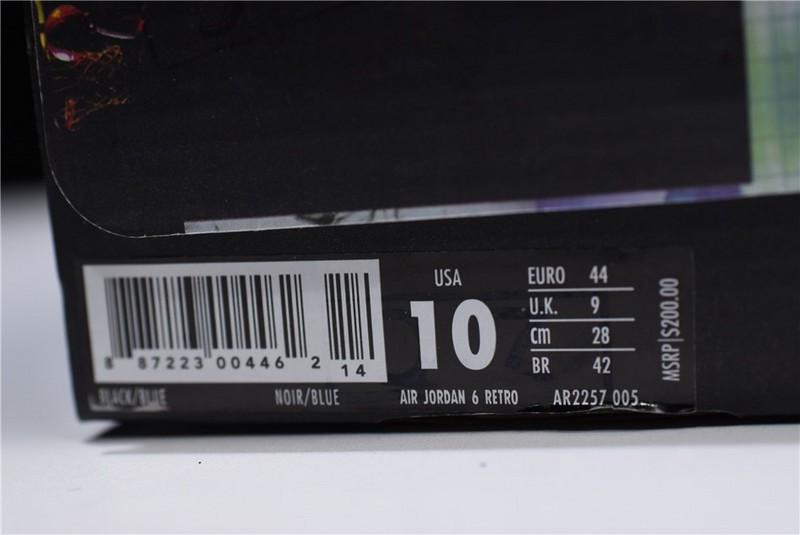 USA
10
EURO 44
U.K. 9
cm 28
BR 42
MSRP|$200.00
8 87223 00446 2 14
BLACK/BLUE NOIR/BLUE AIR JORDAN 6 RETRO AR2257 005